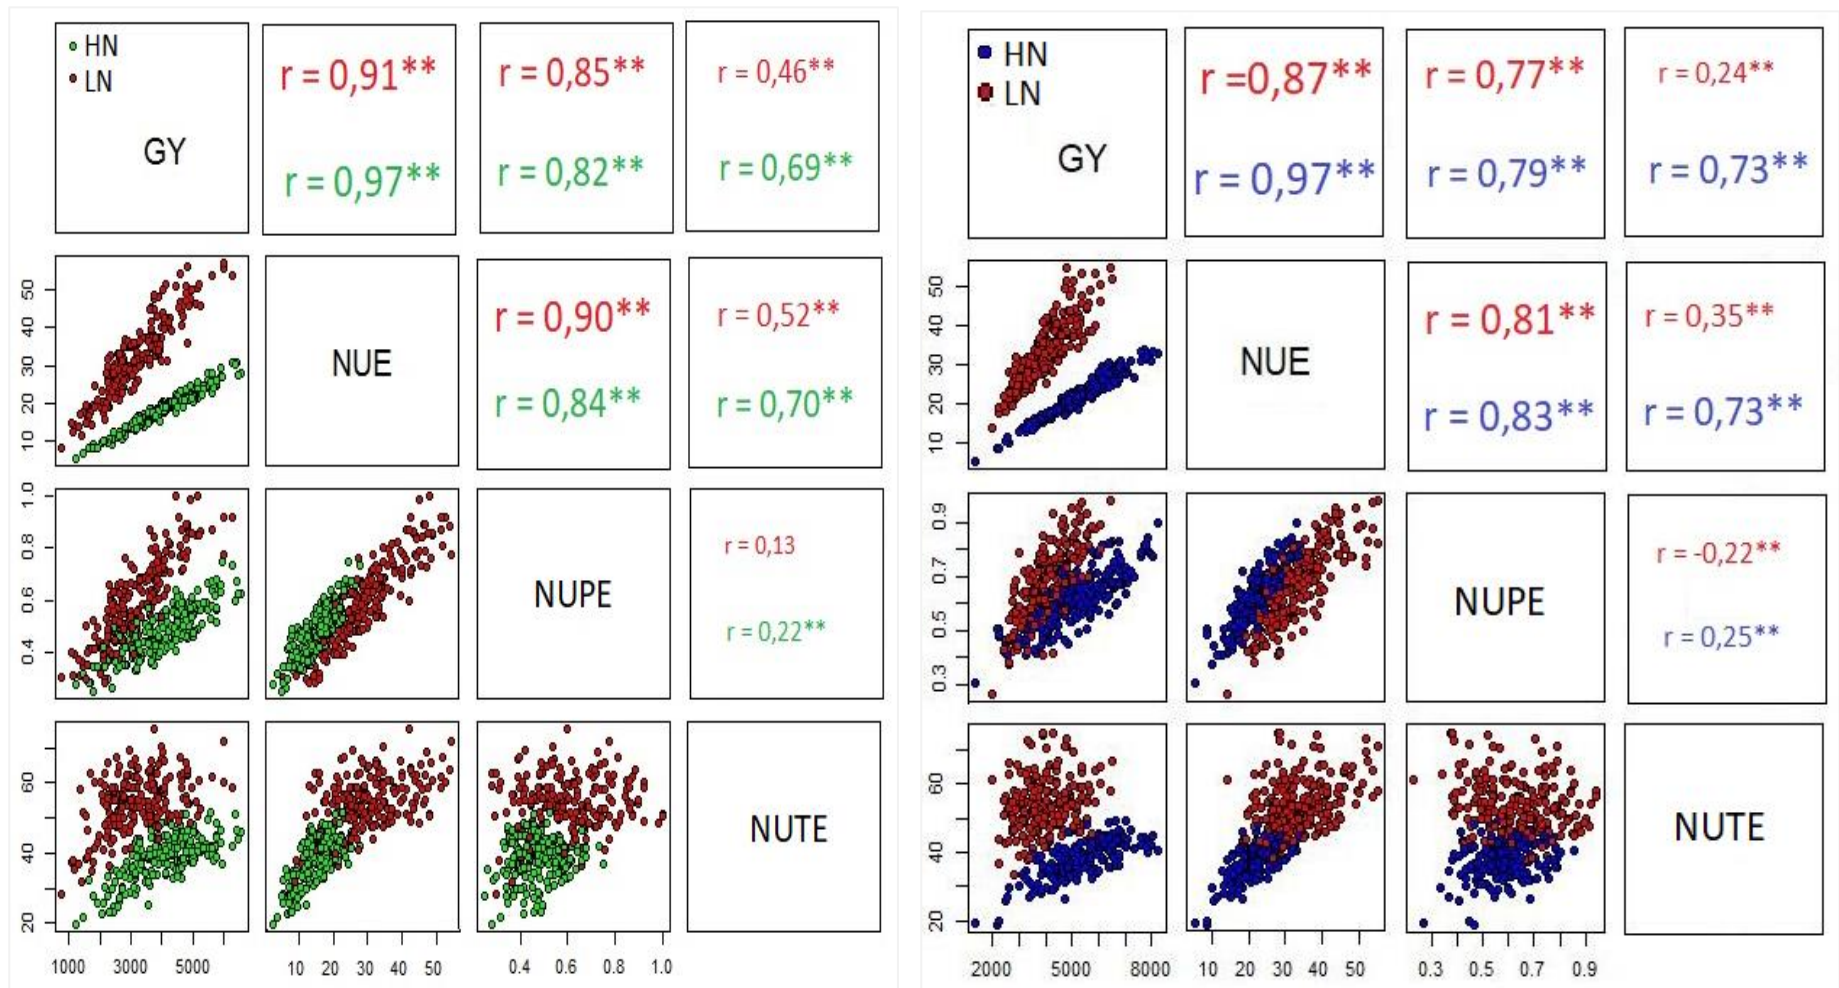 HN
LN
GY
r = 0,91**
r = 0,97**
r = 0,85**
r = 0,82**
r = 0,46**
r = 0,69**
50
40
30
20
10
NUE
r = 0,90**
r = 0,84**
r = 0,52**
r = 0,70**
1.0
0.8
0.6
0.4
NUPE
r = 0,13
r = 0,22**
60
40
20
NUTE
1000 3000 5000
10 20 30 40 50
0.4 0.6 0.8 1.0
HN
LN
GY
r =0,87**
r = 0,97**
r = 0,77**
r = 0,79**
r = 0,24**
r = 0,73**
50
40
30
20
10
NUE
r = 0,81**
r = 0,83**
r = 0,35**
r = 0,73**
0.9
0.7
0.5
0.3
NUPE
r = -0,22**
r = 0,25**
60
40
20
NUTE
2000 5000 8000
10 20 30 40 50
0.3 0.5 0.7 0.9